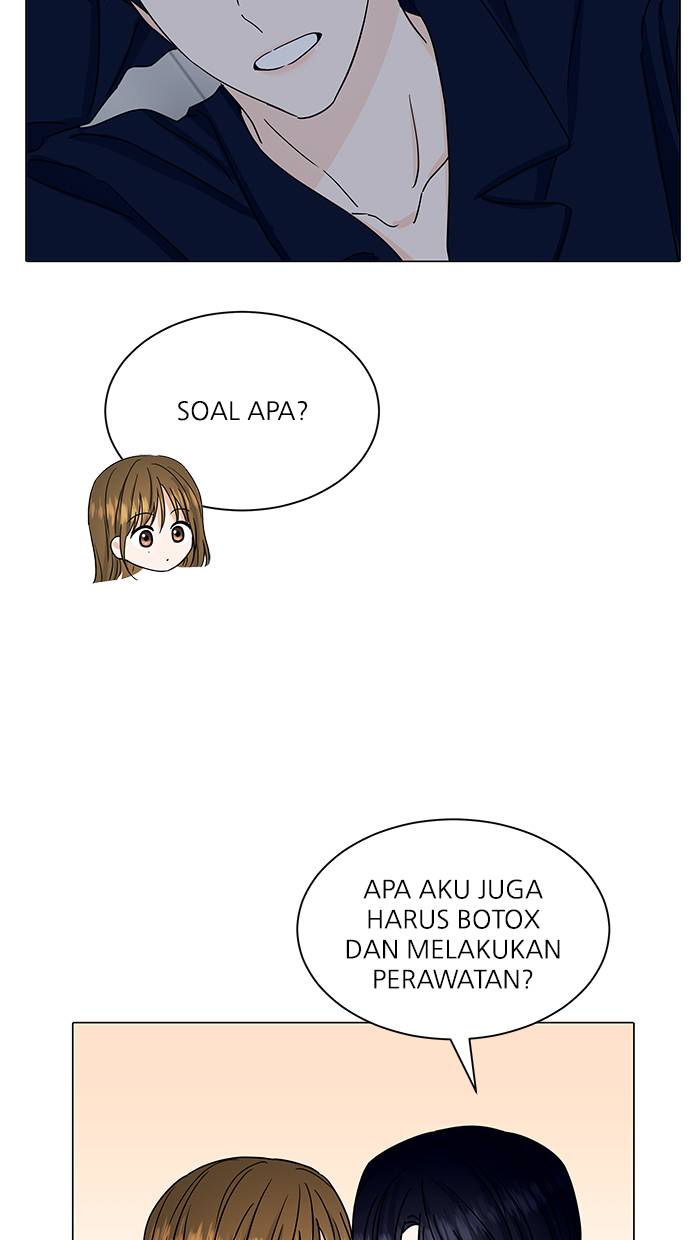 SOAL APA?
APA AKU JUGA
HARUS BOTOX
DAN MELAKUKAN
PERAWATAN?